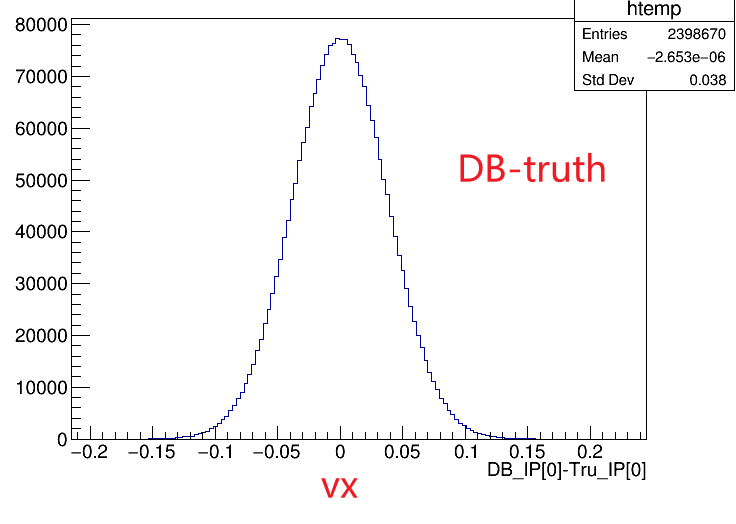 htemp
Entries 2398670
Mean −2.653e−06
Std Dev 0.038
80000
70000
60000
50000
40000
30000
20000
10000
0
DB-truth
−0.2 −0.15 −0.1 −0.05 0 0.05 0.1 0.15 0.2
DB_IP[0]-Tru_IP[0]
vx